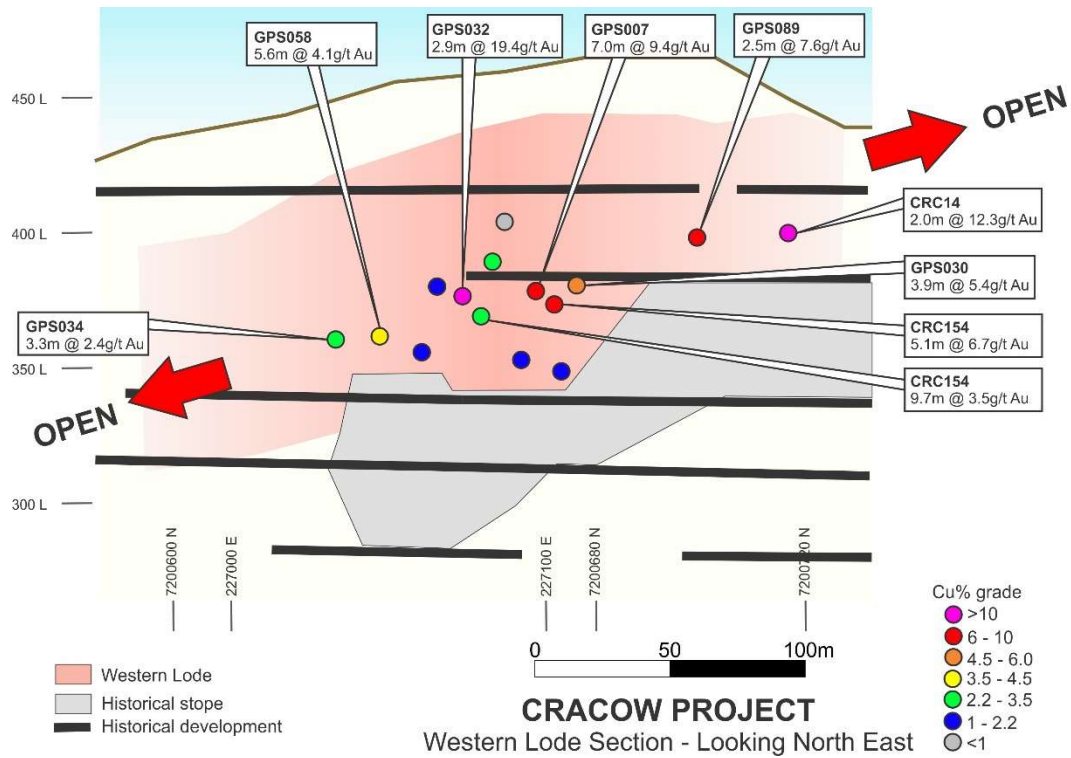 GPS058
5.6m @ 4.1g/t Au
GPS032
2.9m @ 19.4g/t Au
GPS007
7.0m @ 9.4g/t Au
GPS089
2.5m @ 7.6g/t Au
450 L
OPEN
CRC14
2.0m @ 12.3g/t Au
400 L
GPS030
3.9m @ 5.4g/t Au
GPS034
3.3m @ 2.4g/t Au
CRC154
5.1m @ 6.7g/t Au
350 L
CRC154
9.7m @ 3.5g/t Au
OPEN
300 L
7200600 N
227000 E
227100 E
7200680 N
7200720 N
Cu% grade
>10
6 - 10
4.5 - 6.0
3.5 - 4.5
2.2 - 3.5
1 - 2.2
<1
Western Lode
Historical stope
Historical development
0 50 100m
CRACOW PROJECT
Western Lode Section - Looking North East